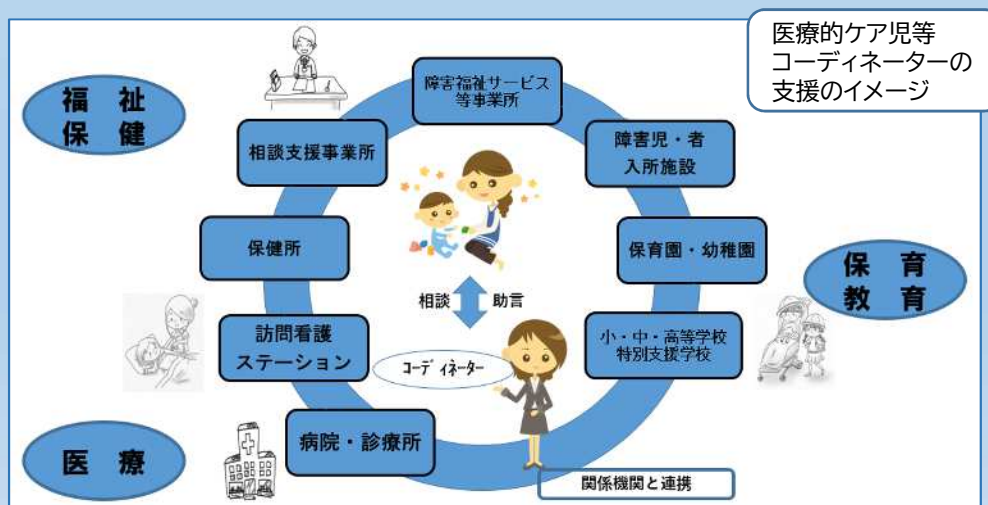 医療的ケア児等
コーディネーターの
支援のイメージ
福 祉
保 健
障害福祉サービス
等事業所
相談支援事業所
障害児・者
入所施設
保健所
保育園・幼稚園
保 育
教 育
相談
助言
訪問看護
ステーション
小・中・高等学校
特別支援学校
コーディネーター
病院・診療所
医 療
関係機関と連携